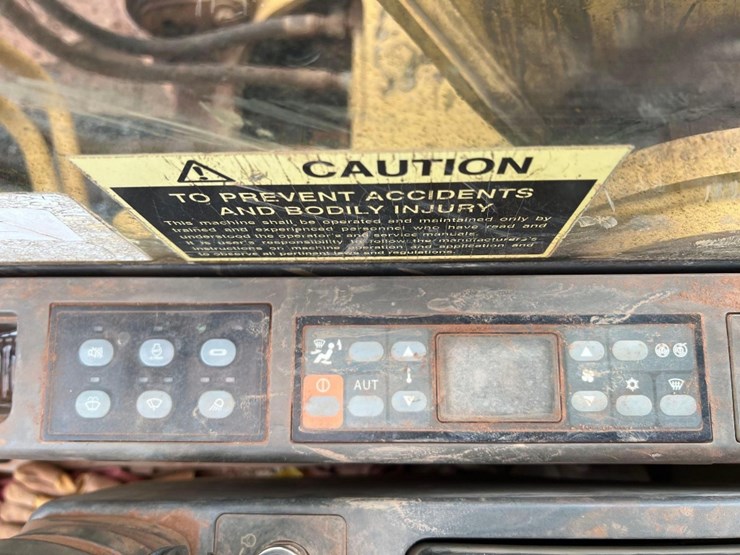 CAUTION
TO PREVENT ACCIDENTS
AND BODILY INJURY
This machine shall be operated and maintained only by
trained and experienced personnel who have read and
understood the operator's and service manuals.
It is user's responsibility to follow the manufacturer's
instructions on machine operation and application and
to observe all pertinent laws and regulations.
AUT